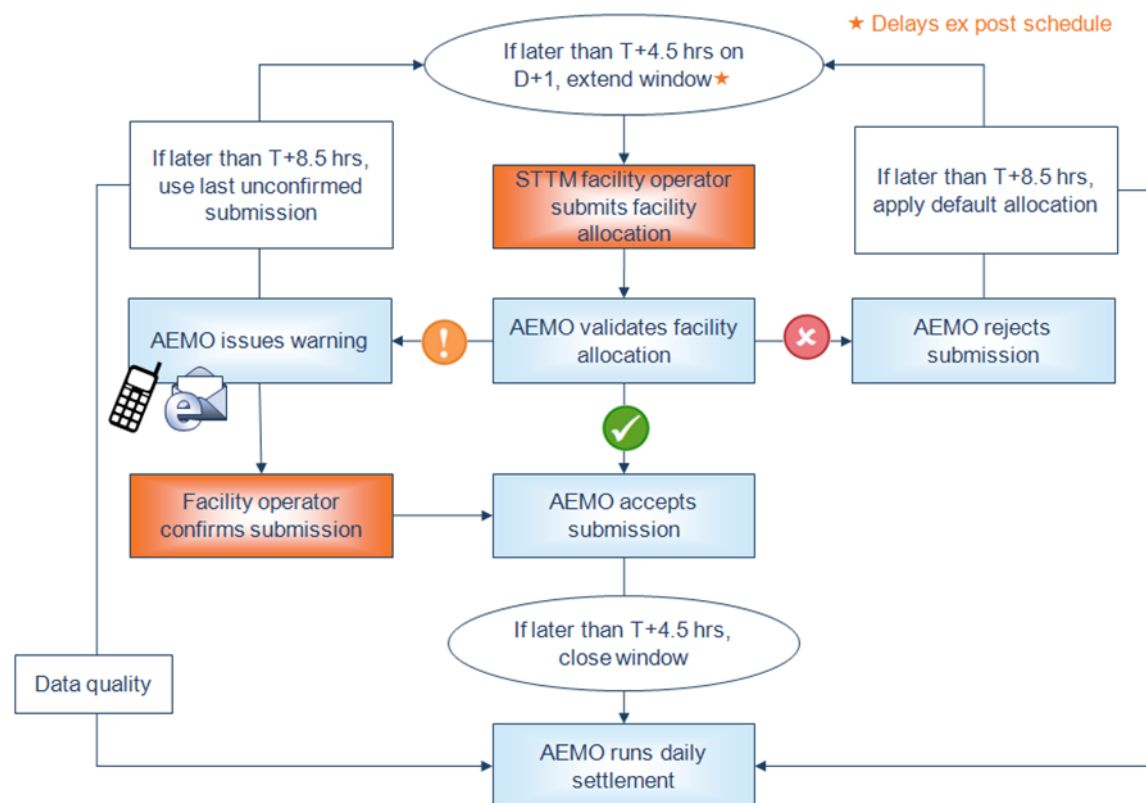 ★ Delays ex post schedule
If later than T+4.5 hrs on
D+1, extend window★
If later than T+8.5 hrs,
use last unconfirmed
submission
STTM facility operator
submits facility
allocation
If later than T+8.5 hrs,
apply default allocation
AEMO issues warning
!
AEMO validates facility
allocation
AEMO rejects
submission
e
Facility operator
confirms submission
AEMO accepts
submission
If later than T+4.5 hrs,
close window
Data quality
AEMO runs daily
settlement